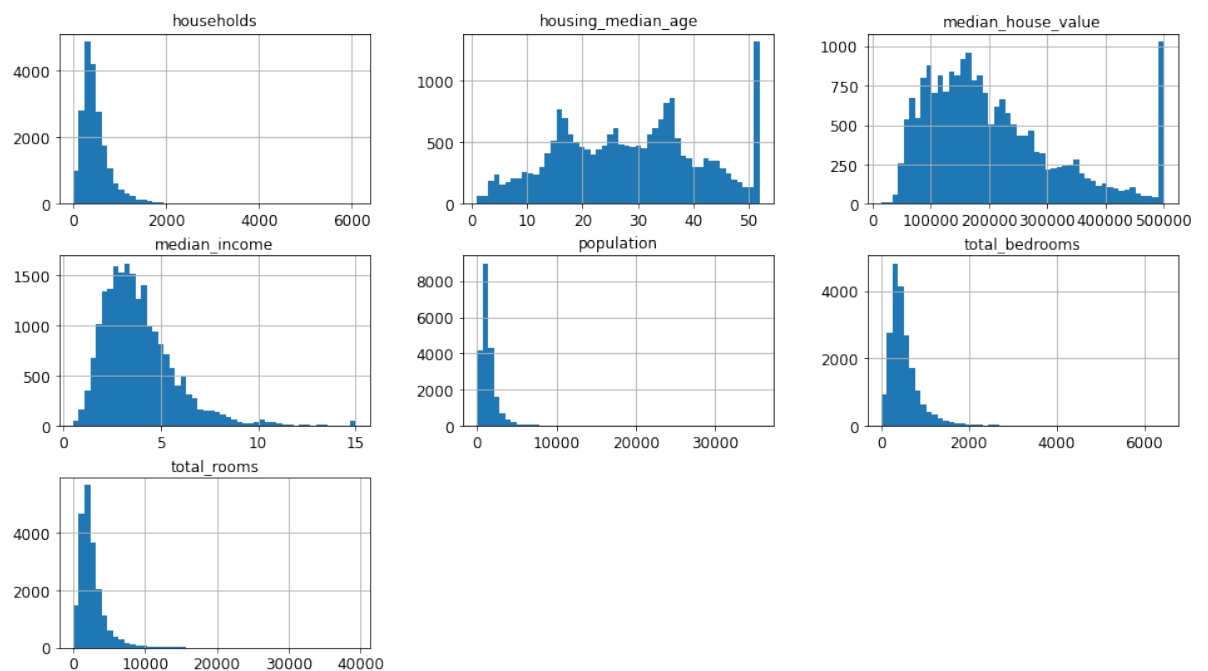 households
4000
2000
0
0 2000 4000 6000
housing_median_age
1000
500
0
0 10 20 30 40 50
median_house_value
1000
750
500
250
0
100000 200000 300000 400000 500000
median_income
1500
1000
500
0
0 5 10 15
population
8000
6000
4000
2000
0
0 10000 20000 30000
total_bedrooms
4000
2000
0
0 2000 4000 6000
total_rooms
4000
2000
0
0 10000 20000 30000 40000